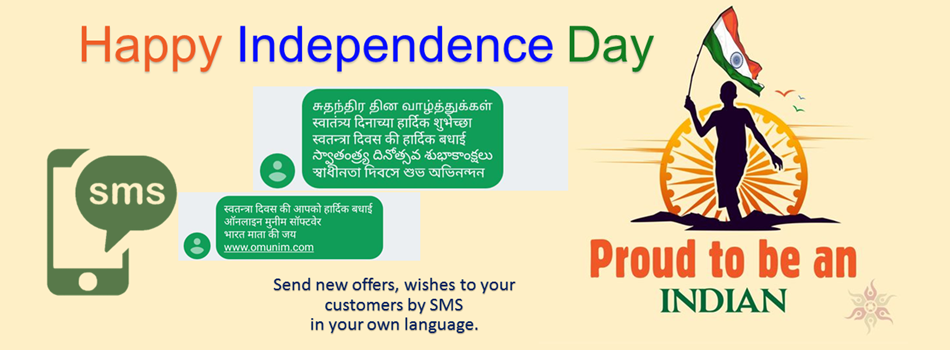 Happy Independence Day
சுதந்திர தின வாழ்த்துக்கள்
स्वातंत्र्य दिनाच्या हार्दिक शुभेच्छा
स्वतन्त्रा दिवस की हार्दिक बधाई
స్వాతంత్ర్య దినోత్సవ శుభాకాంక్షలు
স্বাধীনতা দিবসে শুভ অভিনন্দন
sms
स्वतन्त्रा दिवस की आपको हार्दिक बधाई
ऑनलाइन मुनीम सॉफ्टवेर
भारत माता की जय
www.omunim.com
Send new offers, wishes to your
customers by SMS
in your own language.
Proud to be an
INDIAN